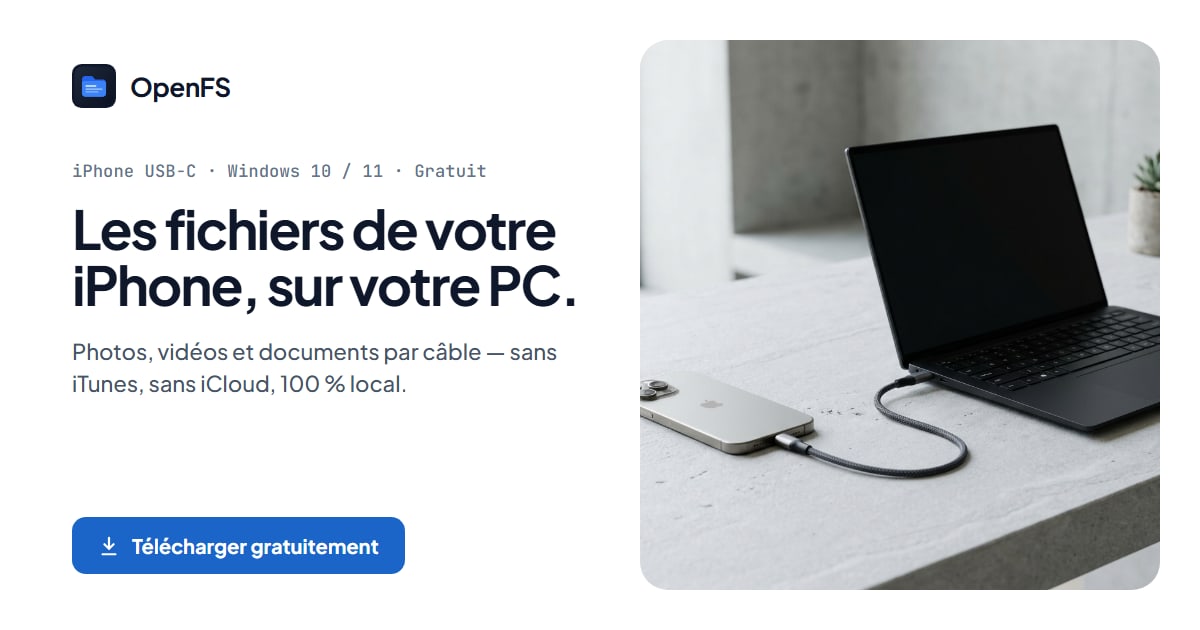 OpenFS
iPhone USB-C · Windows 10 / 11 · Gratuit
Les fichiers de votre
iPhone, sur votre PC.
Photos, vidéos et documents par câble — sans
iTunes, sans iCloud, 100 % local.
Télécharger gratuitement